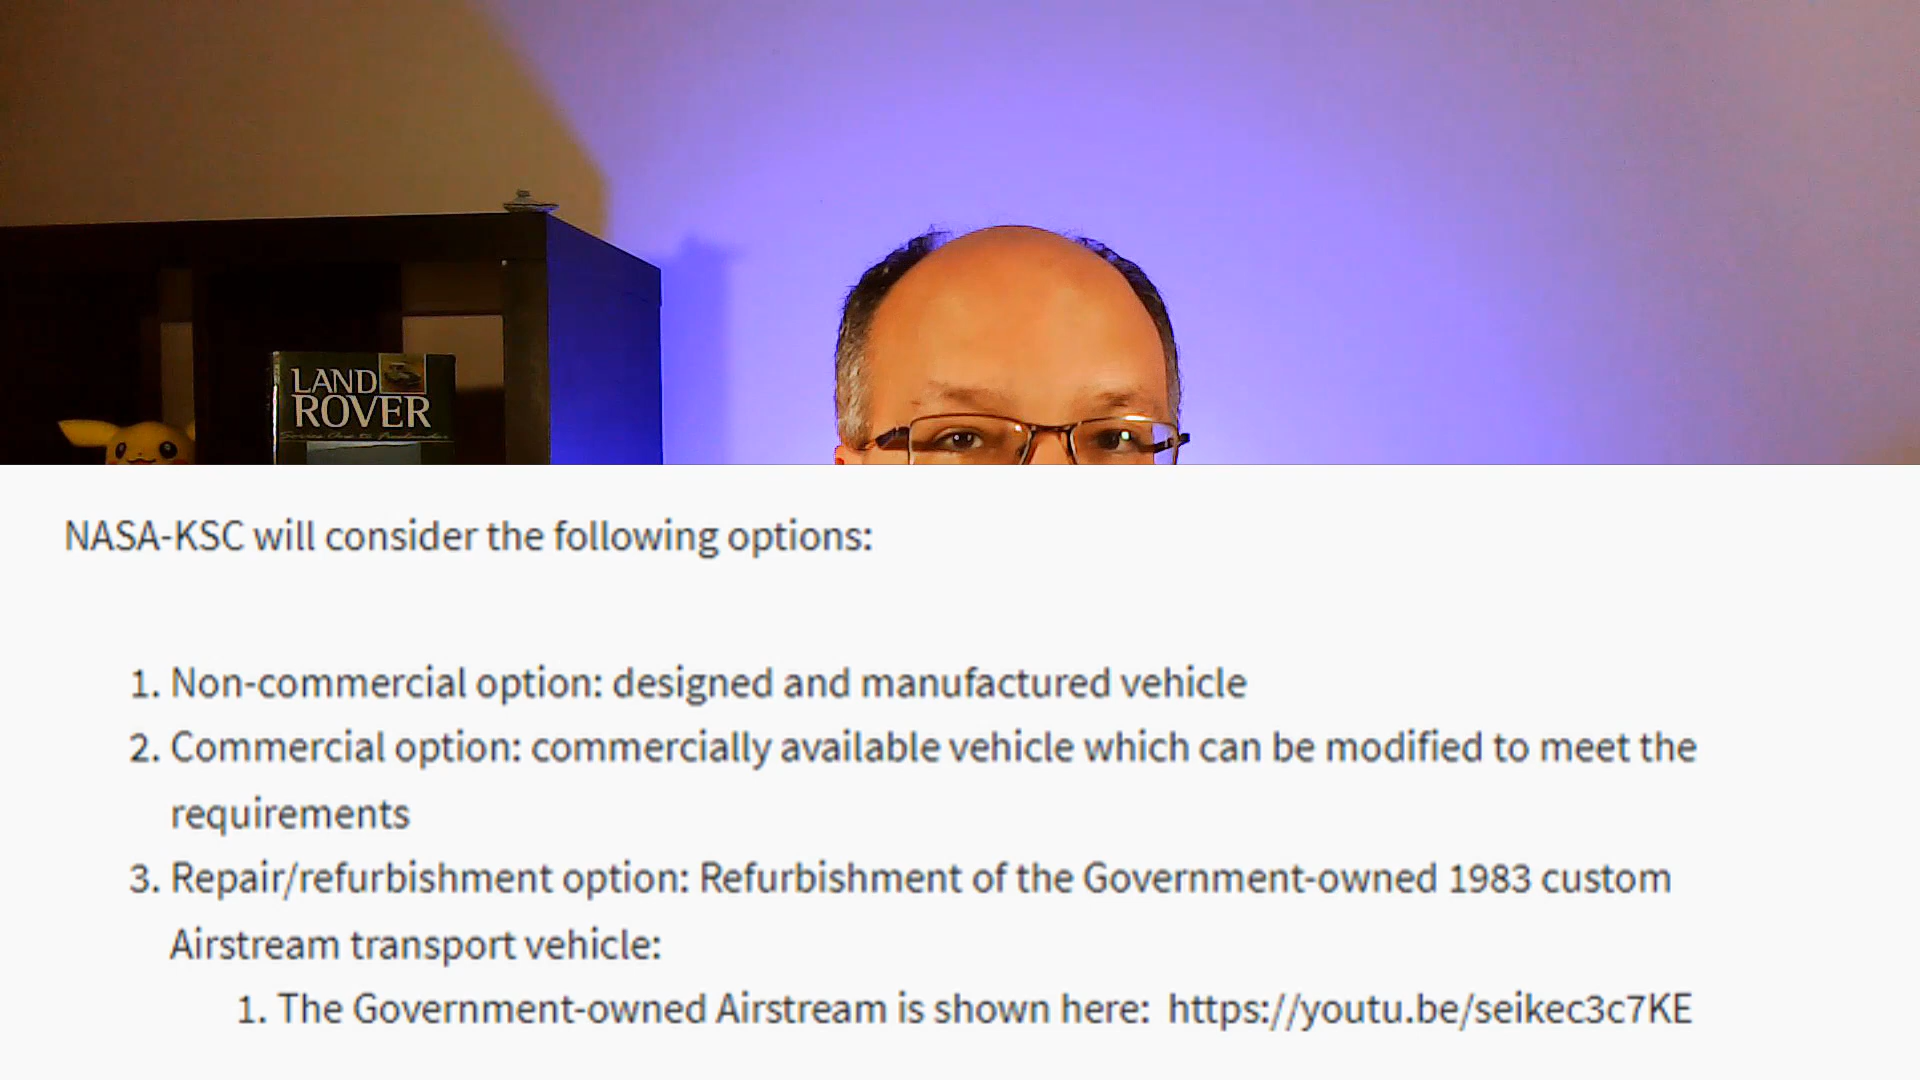 LAND
ROVER
NASA-KSC will consider the following options:
1. Non-commercial option: designed and manufactured vehicle
2. Commercial option: commercially available vehicle which can be modified to meet the
requirements
3. Repair/refurbishment option: Refurbishment of the Government-owned 1983 custom
Airstream transport vehicle:
1. The Government-owned Airstream is shown here: https://youtu.be/seikec3c7KE